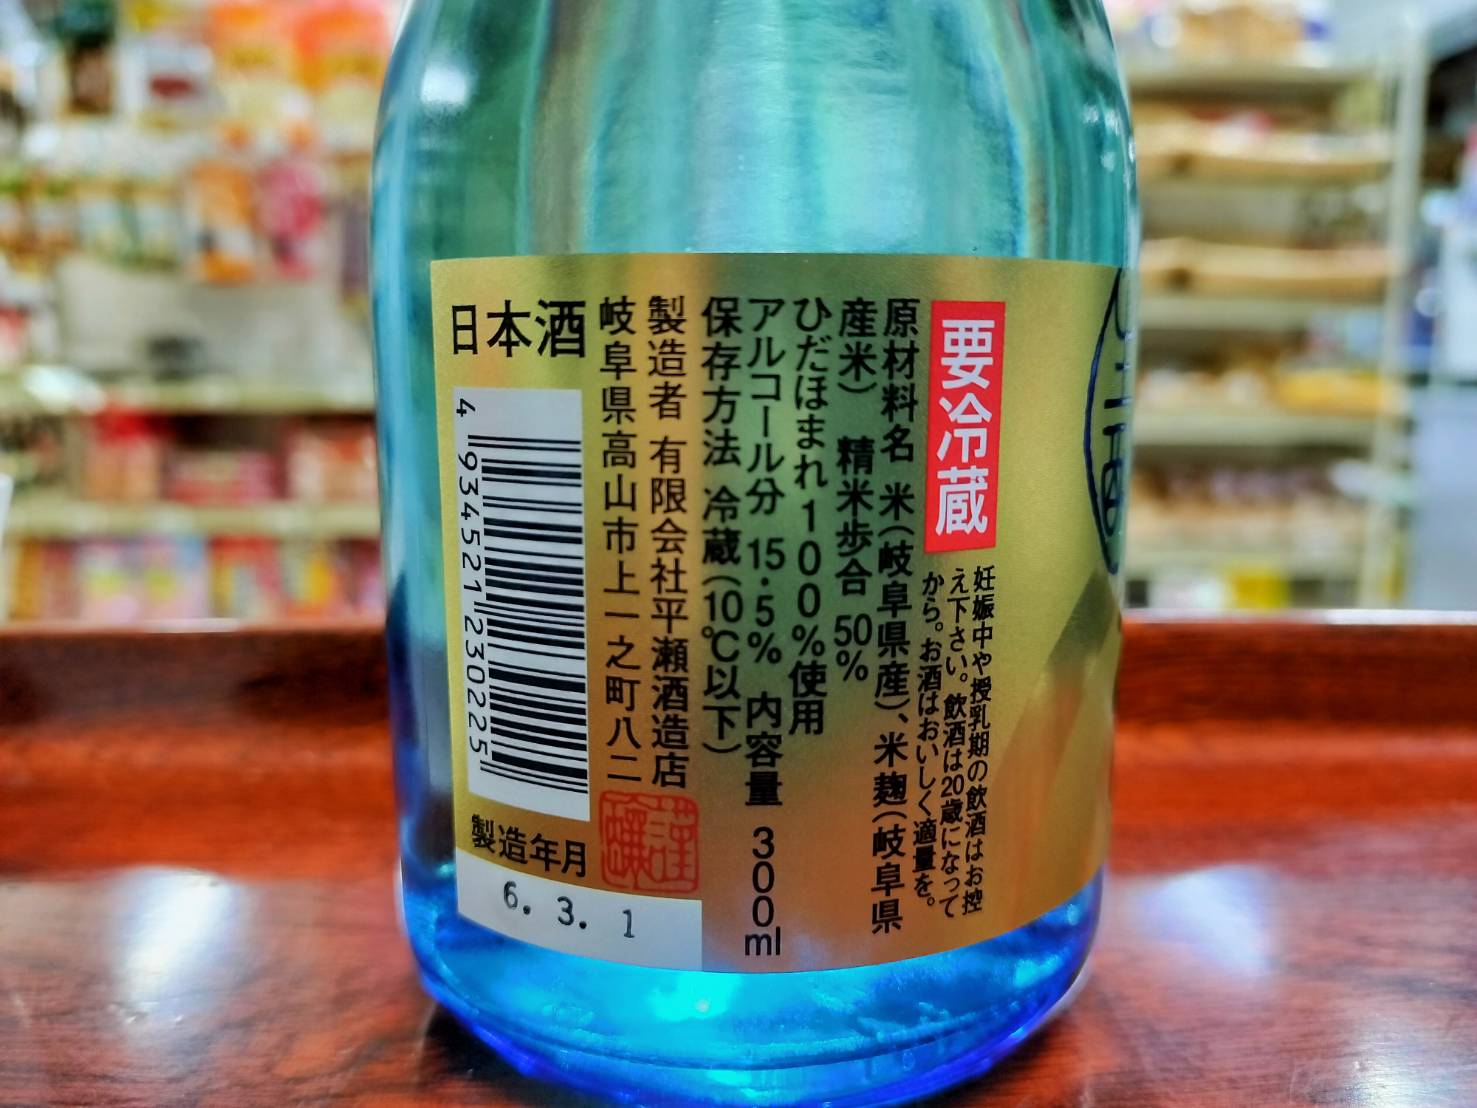 要冷蔵
妊娠中や授乳期の飲酒はお控
え下さい。飲酒は20歳になって
から。お酒はおいしく適量を。
原材料名 米(岐阜県産)、米麹(岐阜県
産米) 精米歩合 50%
ひだほまれ100%使用
アルコール分 15.5% 内容量 300ml
保存方法 冷蔵(10℃以下)
製造者 有限会社平瀬酒造店
岐阜県高山市上一之町八二
日本酒
4 934521 230225
製造年月
6. 3. 1